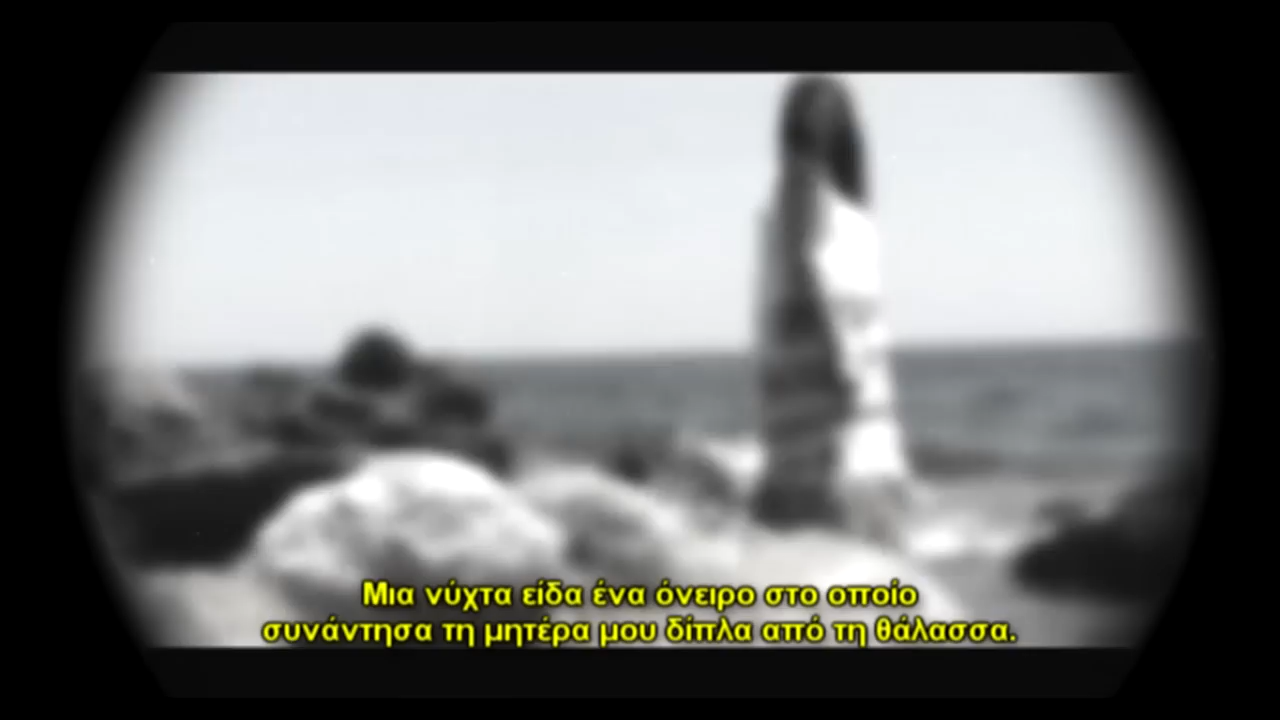 Μια νύχτα είδα ένα όνειρο στο οποίο
συνάντησα τη μητέρα μου δίπλα από τη θάλασσα.